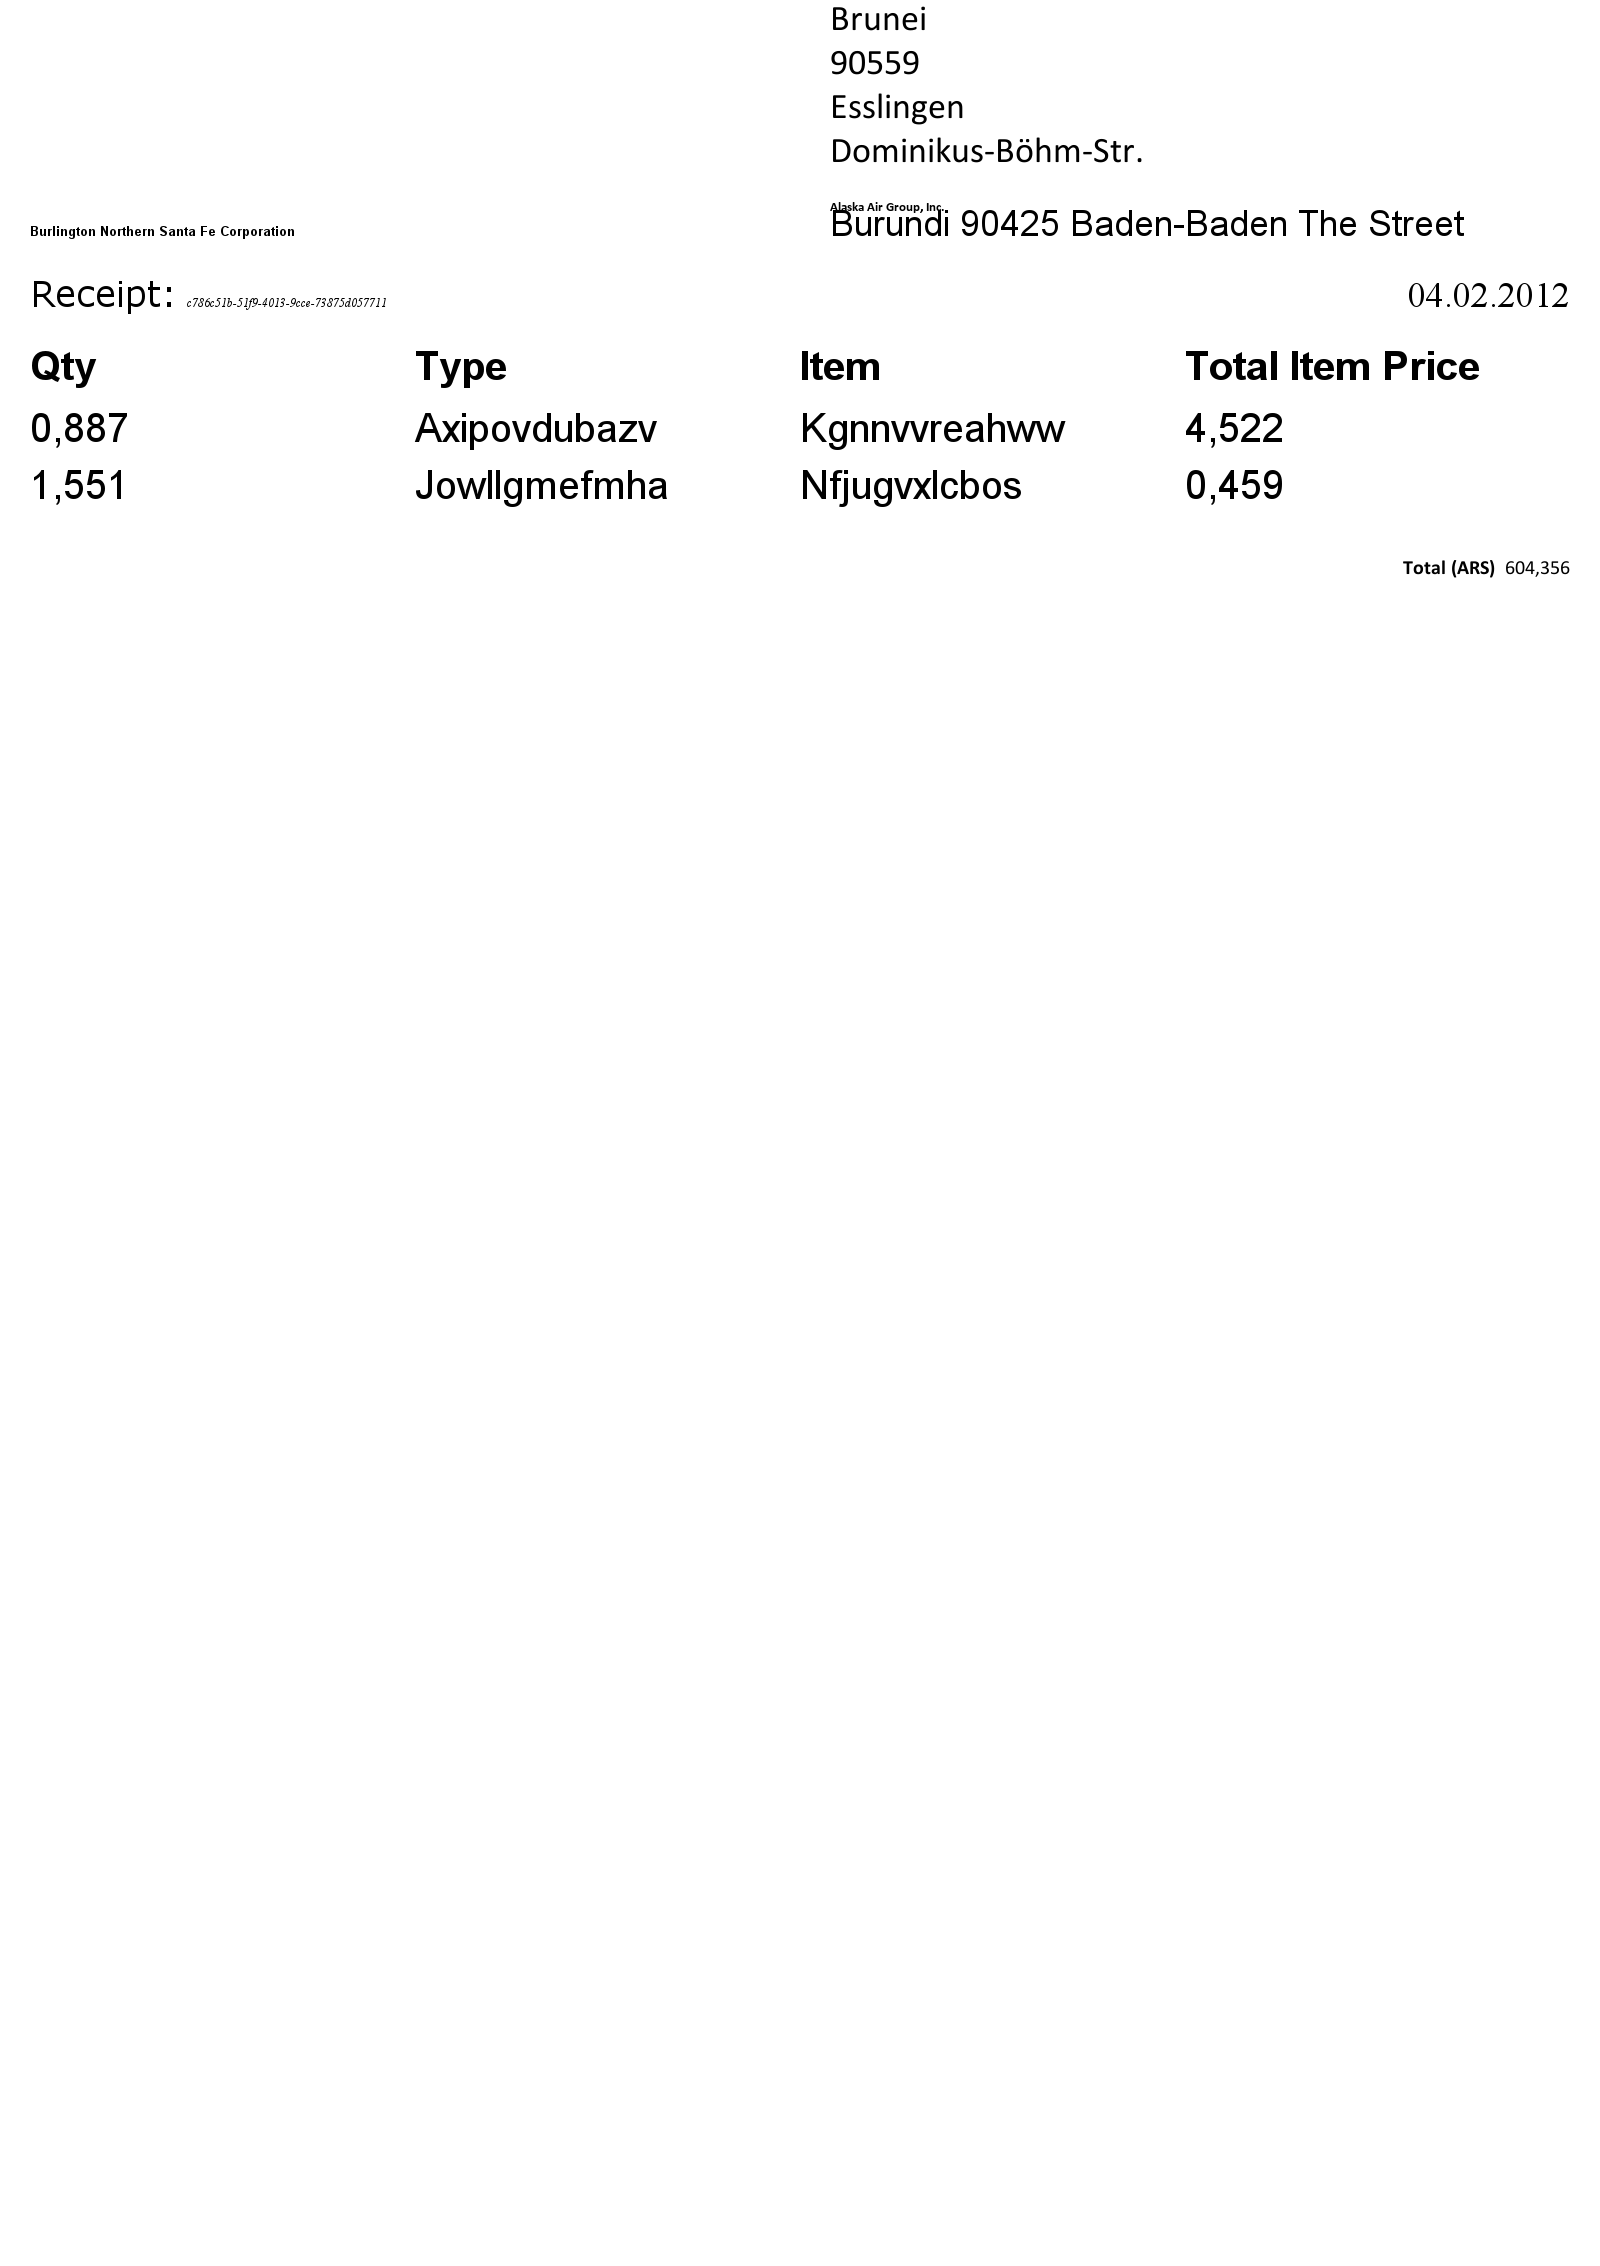 Brunei
90559
Esslingen
Dominikus-Böhm-Str.
Alaska Air Group, Inc.
Burundi 90425 Baden-Baden The Street
Burlington Northern Santa Fe Corporation
Receipt: c786c51b-51f9-4013-9cce-73875d057711 04.02.2012
Qty Type Item Total Item Price
0,887 Axipovdubazv Kgnnvvreahww 4,522
1,551 Jowllgmefmha Nfjugvxlcbos 0,459
Total (ARS) 604,356